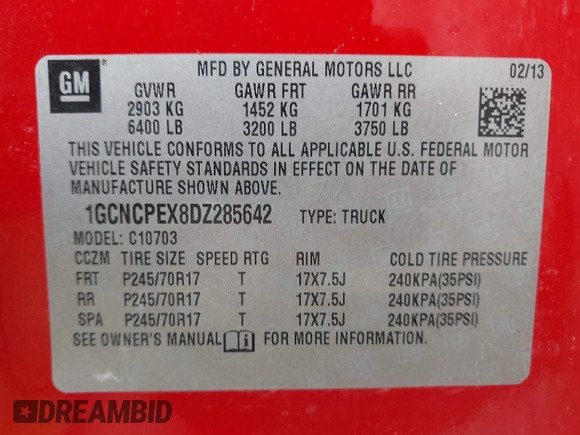 GM
MFD BY GENERAL MOTORS LLC 02/13
GVWR GAWR FRT GAWR RR
2903 KG 1452 KG 1701 KG
6400 LB 3200 LB 3750 LB
THIS VEHICLE CONFORMS TO ALL APPLICABLE U.S. FEDERAL MOTOR
VEHICLE SAFETY STANDARDS IN EFFECT ON THE DATE OF
MANUFACTURE SHOWN ABOVE.
1GCNCPEX8DZ285642 TYPE: TRUCK
MODEL: C10703
CCZM TIRE SIZE SPEED RTG RIM COLD TIRE PRESSURE
FRT P245/70R17 T 17X7.5J 240KPA(35PSI)
RR P245/70R17 T 17X7.5J 240KPA(35PSI)
SPA P245/70R17 T 17X7.5J 240KPA(35PSI)
SEE OWNER'S MANUAL FOR MORE INFORMATION.
DREAMBID